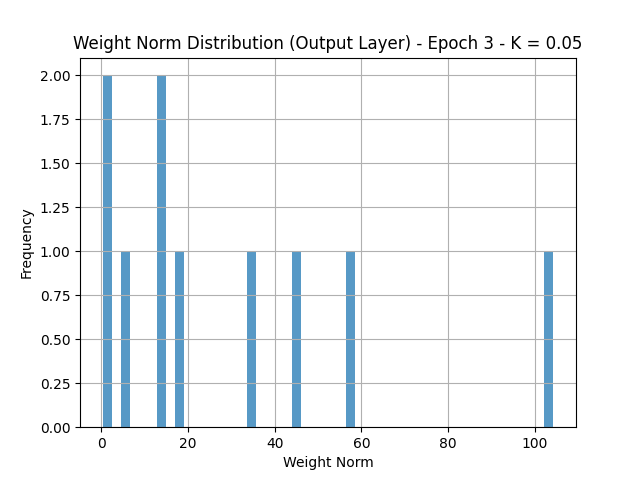 Weight Norm Distribution (Output Layer) - Epoch 3 - K = 0.05
2.00
1.75
1.50
1.25
1.00
0.75
0.50
0.25
0.00
Frequency
0 20 40 60 80 100
Weight Norm